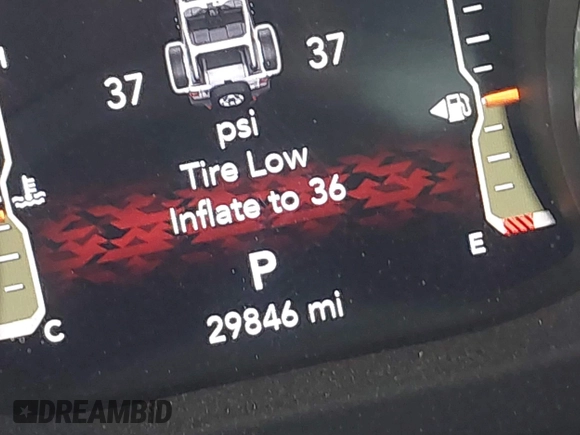 37 37
psi
Tire Low
Inflate to 36
P
29846 mi
E
C
DREAMBID